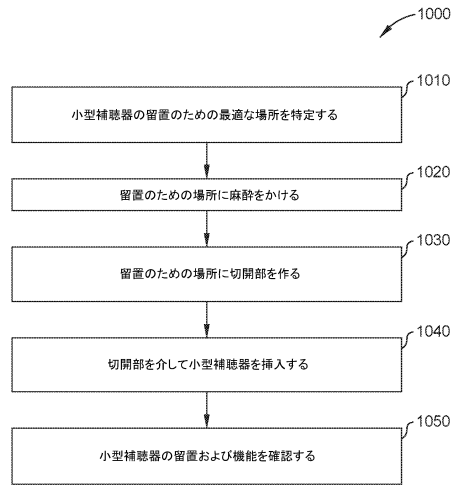 1000
1010
小型補聴器の留置のための最適な場所を特定する
1020
留置のための場所に麻酔をかける
1030
留置のための場所に切開部を作る
1040
切開部を介して小型補聴器を挿入する
1050
小型補聴器の留置および機能を確認する